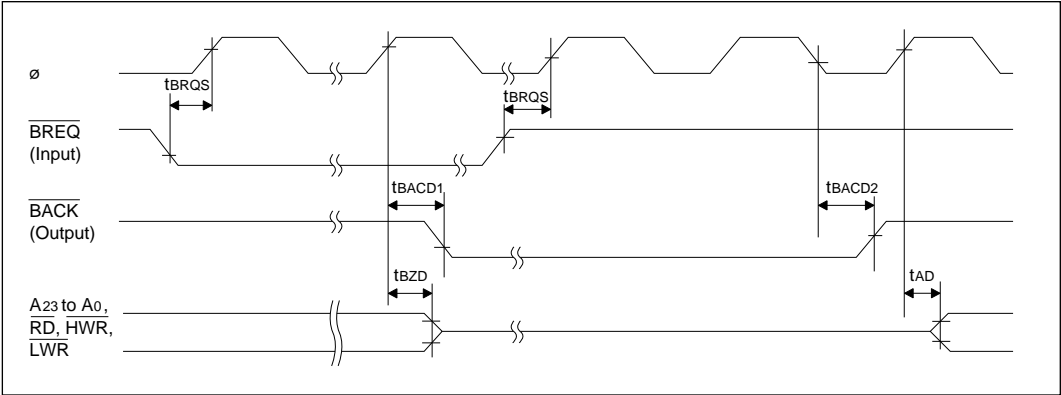 ø
tBRQS
tBRQS
BREQ
(Input)
tBACD1
tBACD2
BACK
(Output)
tBZD
tAD
A23 to A0,
RD, HWR,
LWR